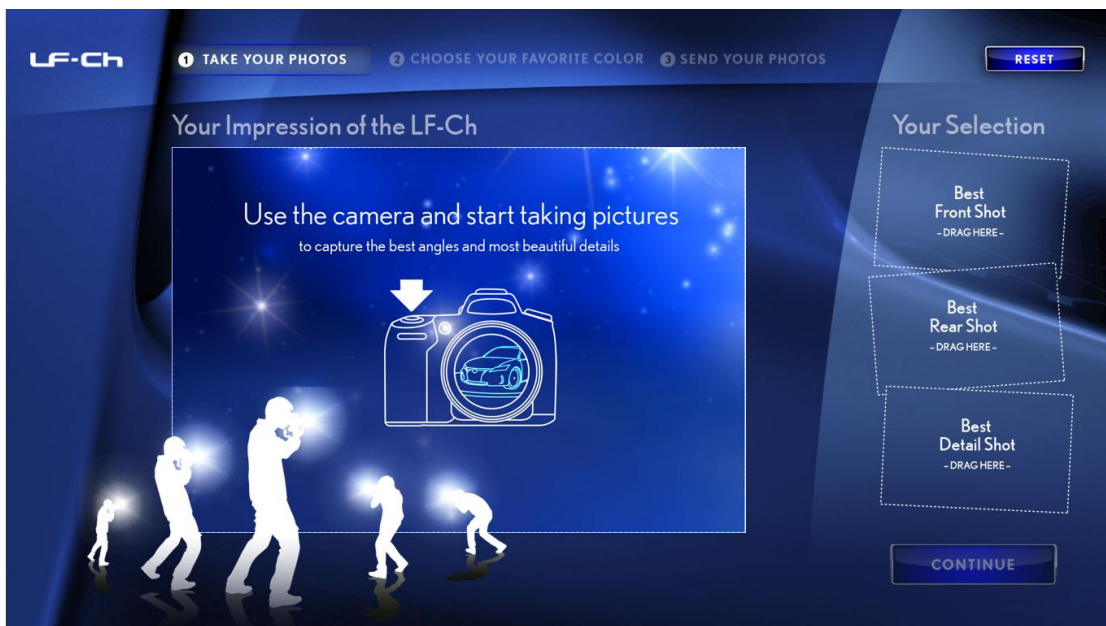 LF-Ch
1 TAKE YOUR PHOTOS
2 CHOOSE YOUR FAVORITE COLOR
3 SEND YOUR PHOTOS
RESET
Your Impression of the LF-Ch
Use the camera and start taking pictures
to capture the best angles and most beautiful details
Your Selection
Best
Front Shot
– DRAG HERE –
Best
Rear Shot
– DRAG HERE –
Best
Detail Shot
– DRAG HERE –
CONTINUE